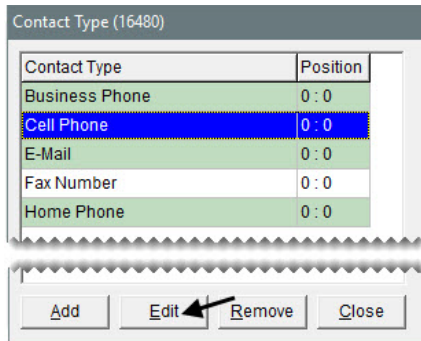 Contact Type (16480)
Contact Type Position
Business Phone 0 : 0
Cell Phone 0 : 0
E-Mail 0 : 0
Fax Number 0 : 0
Home Phone 0 : 0
Add Edit Remove Close